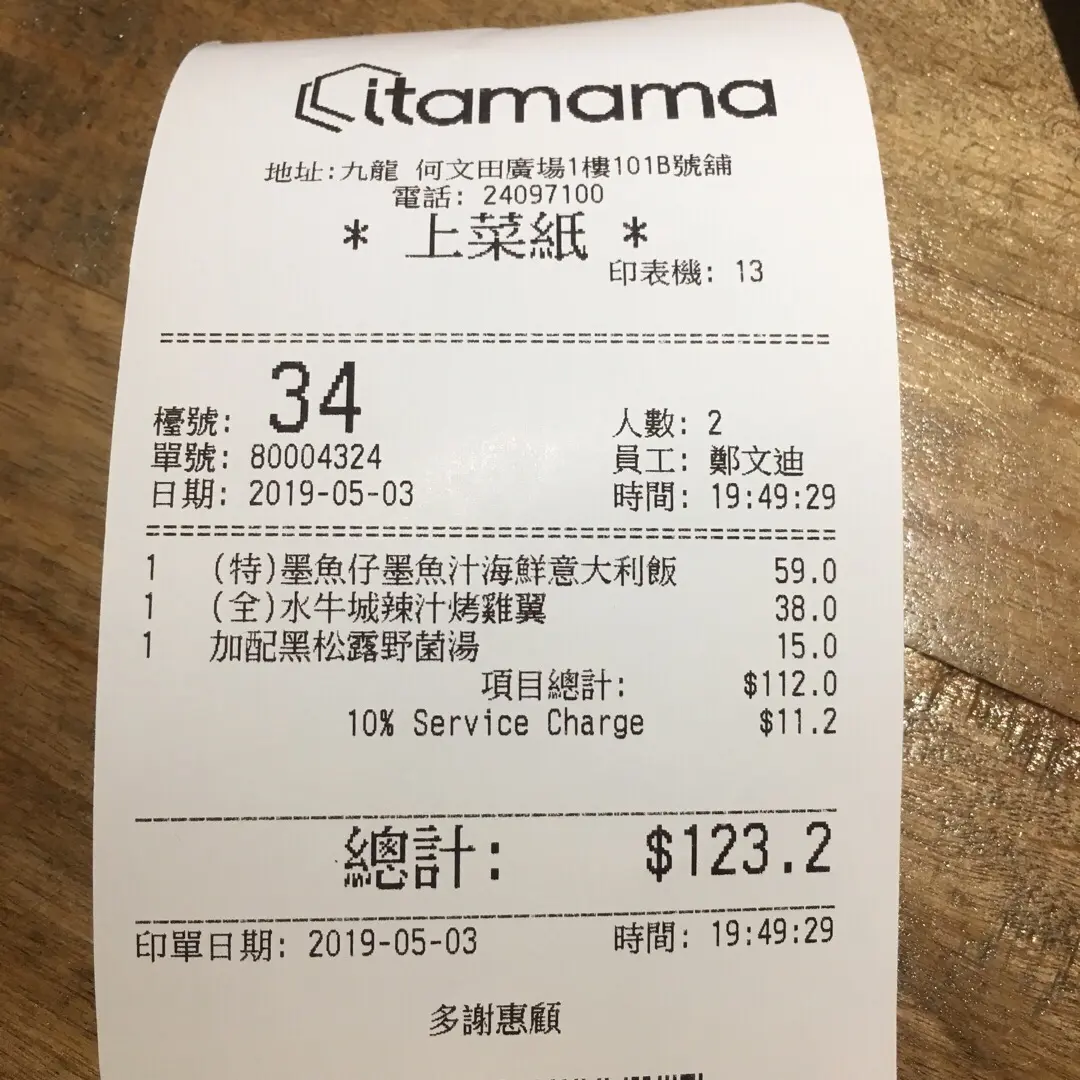 Kitamama
地址:九龍 何文田廣場1樓101B號舖
電話: 24097100
* 上菜紙 *
印表機: 13
檯號: 34 人數: 2
單號: 80004324 員工: 鄭文迪
日期: 2019-05-03 時間: 19:49:29
1 (特)墨魚仔墨魚汁海鮮意大利飯 59.0
1 (全)水牛城辣汁烤雞翼 38.0
1 加配黑松露野菌湯 15.0
項目總計: $112.0
10% Service Charge $11.2
總計: $123.2
印單日期: 2019-05-03 時間: 19:49:29
多謝惠顧